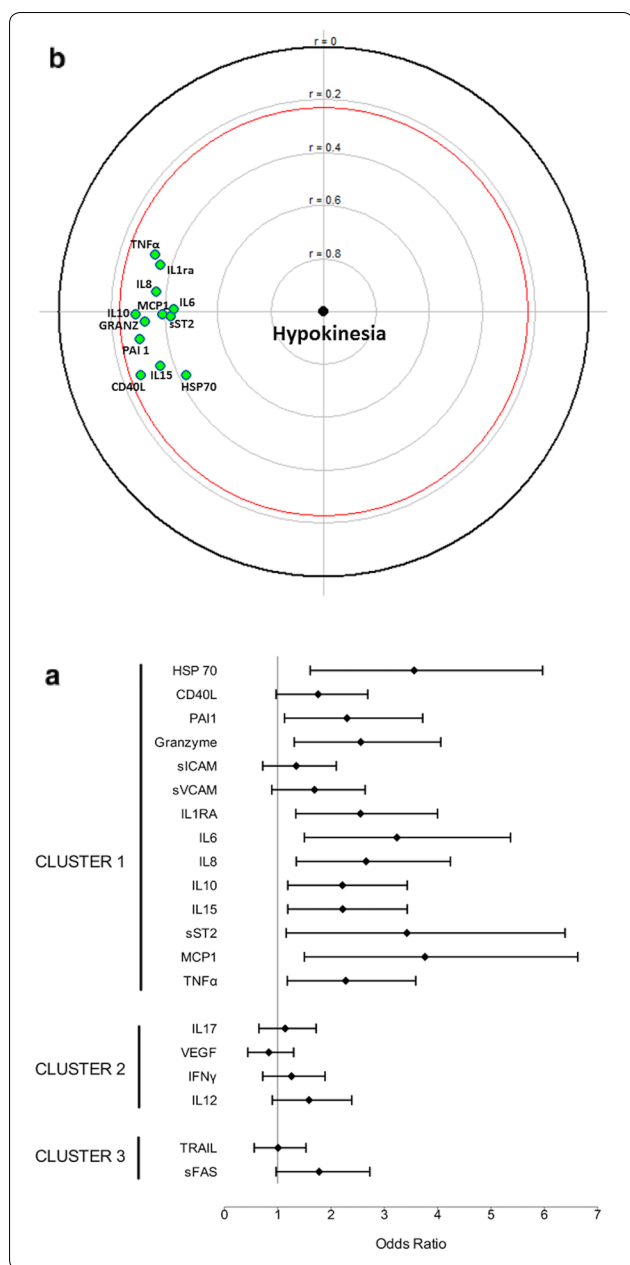 b
r = 0
r = 0.2
r = 0.4
r = 0.6
r = 0.8
TNFα
IL1ra
IL8
MCP1
IL6
IL10
GRANZ
sST2
Hypokinesia
PAI 1
IL15
CD40L
HSP70
a
HSP 70
CD40L
PAI1
Granzyme
sICAM
sVCAM
IL1RA
IL6
CLUSTER 1
IL8
IL10
IL15
sST2
MCP1
TNFα
IL17
VEGF
CLUSTER 2
IFNγ
IL12
TRAIL
CLUSTER 3
sFAS
0 1 2 3 4 5 6 7
Odds Ratio